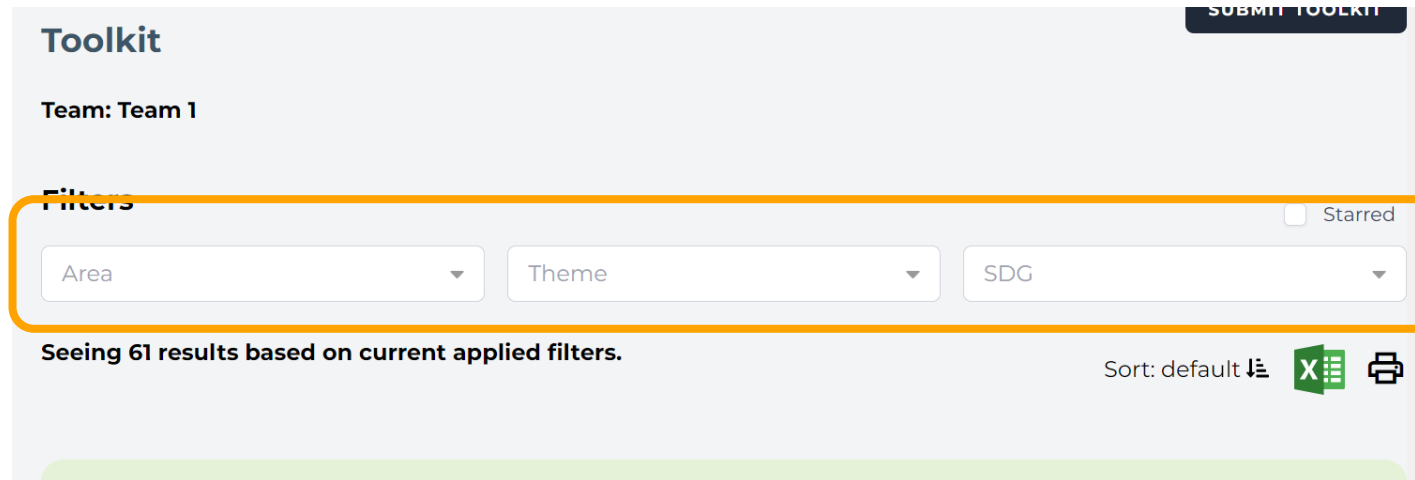 SUBMIT TOOLKIT
Toolkit
Team: Team 1
Filters
Starred
Area
Theme
SDG
Seeing 61 results based on current applied filters.
Sort: default
X